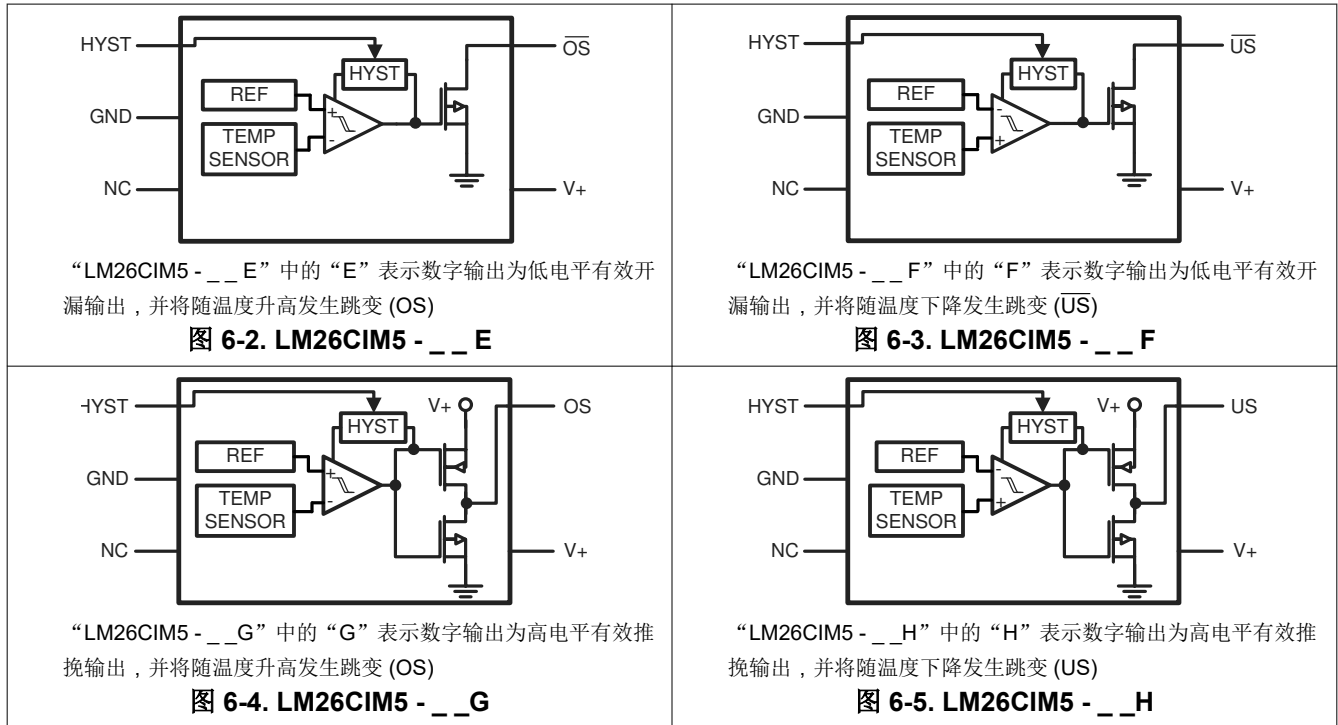 HYST
OS
HYST
REF
GND
+
-
TEMP
SENSOR
NC
V+
“LM26CIM5 - _ _ E”中的“E”表示数字输出为低电平有效开
漏输出，并将随温度升高发生跳变 (OS)
图 6-2. LM26CIM5 - _ _ E
HYST
US
HYST
REF
GND
-
+
TEMP
SENSOR
NC
V+
“LM26CIM5 - _ _ F”中的“F”表示数字输出为低电平有效开
漏输出，并将随温度下降发生跳变 (US)
图 6-3. LM26CIM5 - _ _ F
HYST
V+
OS
HYST
REF
GND
+
-
TEMP
SENSOR
NC
V+
“LM26CIM5 - _ _G”中的“G”表示数字输出为高电平有效推
挽输出，并将随温度升高发生跳变 (OS)
图 6-4. LM26CIM5 - _ _G
HYST
V+
US
HYST
REF
GND
-
+
TEMP
SENSOR
NC
V+
“LM26CIM5 - _ _H”中的“H”表示数字输出为高电平有效推
挽输出，并将随温度下降发生跳变 (US)
图 6-5. LM26CIM5 - _ _H